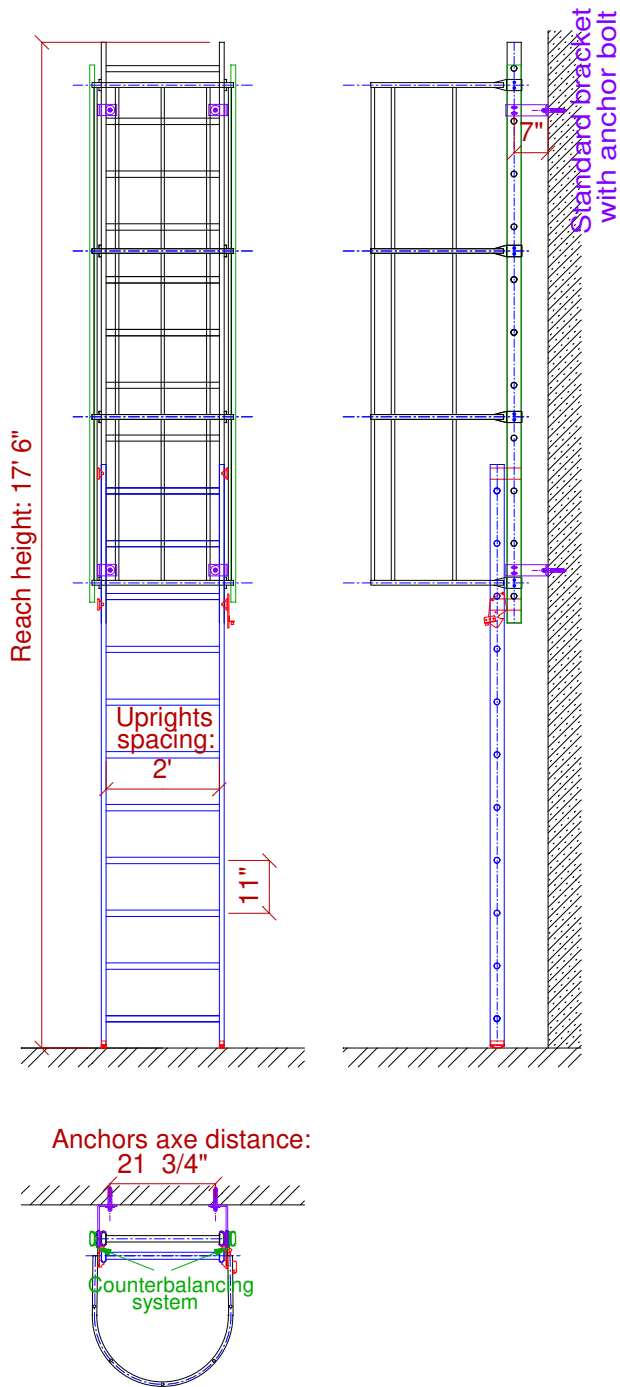 Standard bracket
with anchor bolt
7"
Reach height: 17' 6"
Uprights
spacing:
2'
11"
Anchors axe distance:
21 3/4"
Counterbalancing
system